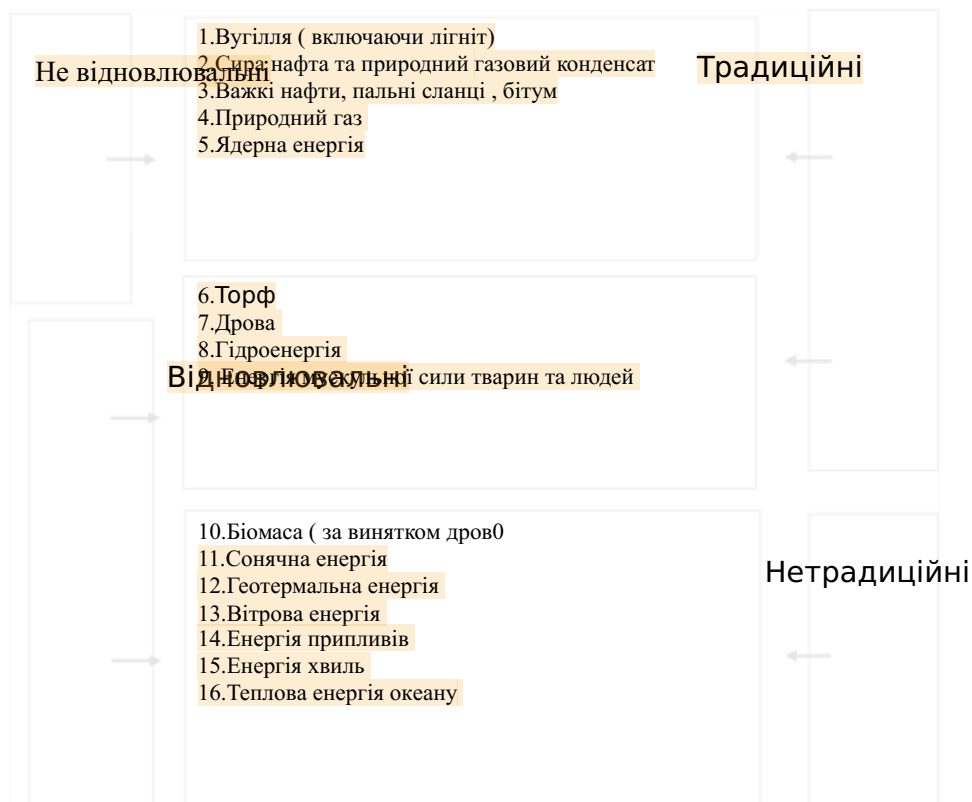 1.Вугілля ( включаючи лігніт)
Не відновлювальні
2.Сира нафта та природний газовий конденсат
Традиційні
3.Важкі нафти, пальні сланці , бітум
4.Природний газ
5.Ядерна енергія
6.Торф
7.Дрова
8.Гідроенергія
Відновлювальні
9. Енергія мускульної сили тварин та людей
10.Біомаса ( за винятком дров0
11.Сонячна енергія
Нетрадиційні
12.Геотермальна енергія
13.Вітрова енергія
14.Енергія припливів
15.Енергія хвиль
16.Теплова енергія океану